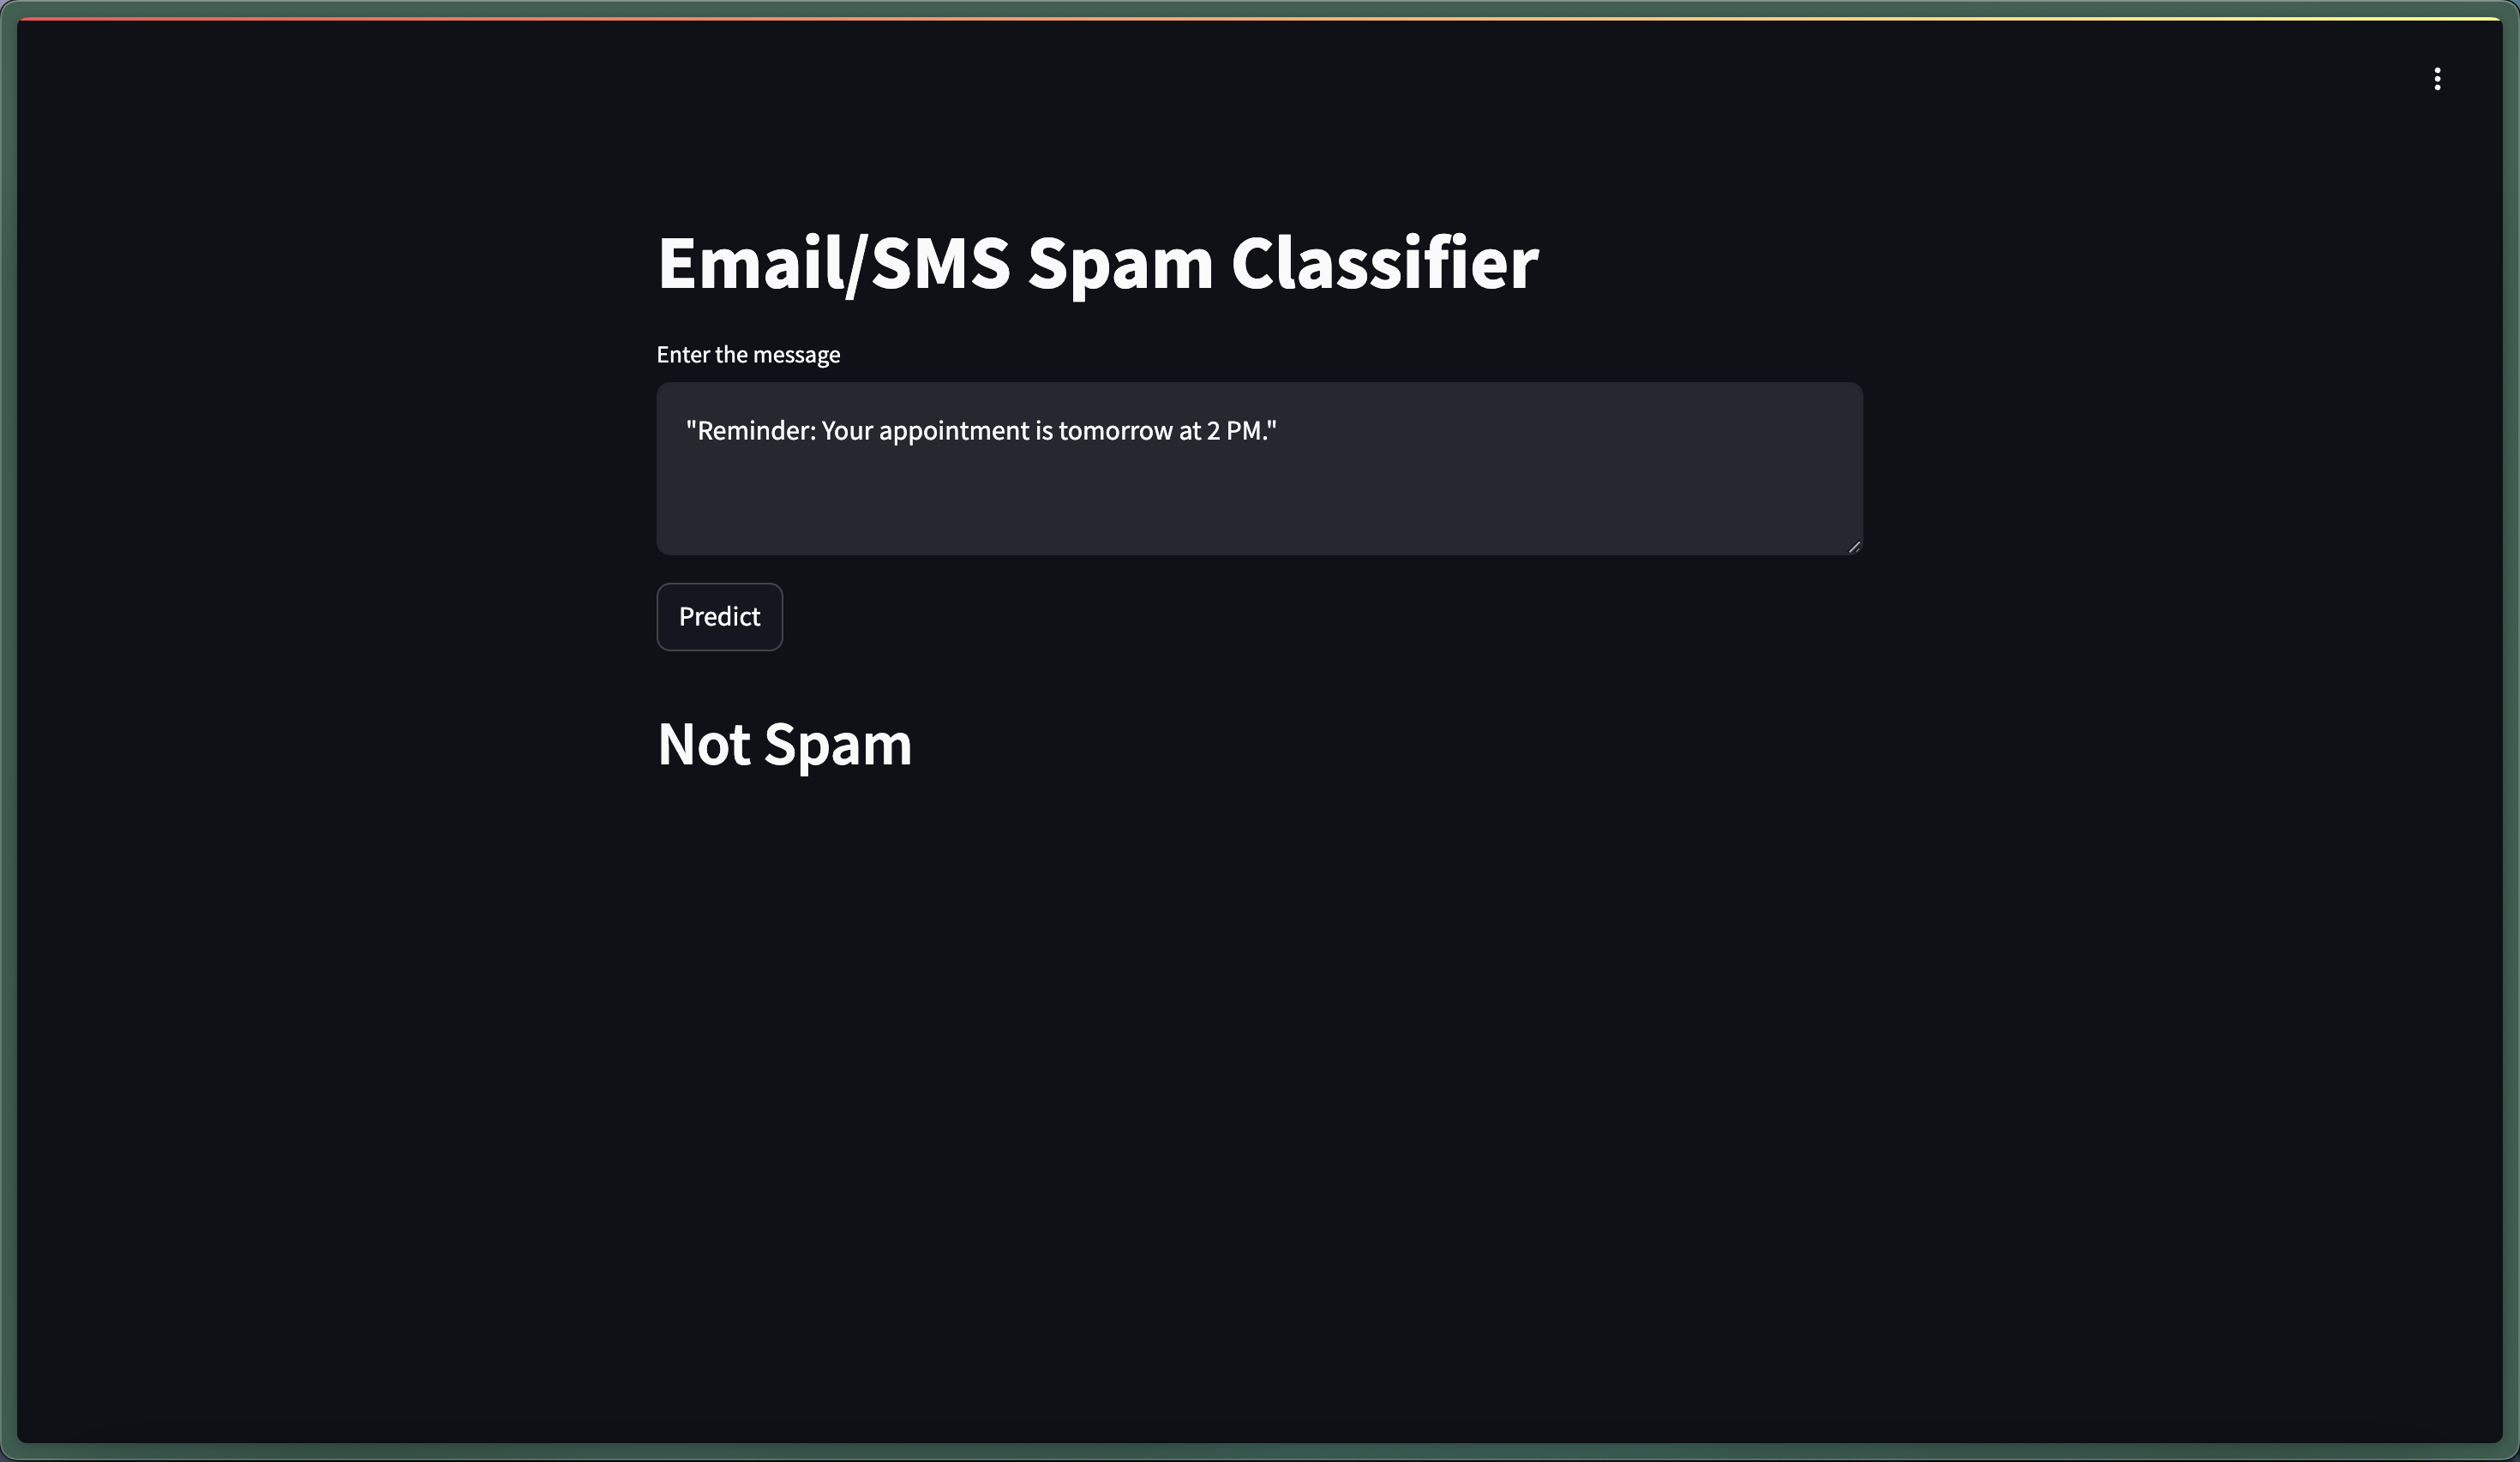 Email/SMS Spam Classifier
Enter the message
"Reminder: Your appointment is tomorrow at 2 PM."
Predict
Not Spam